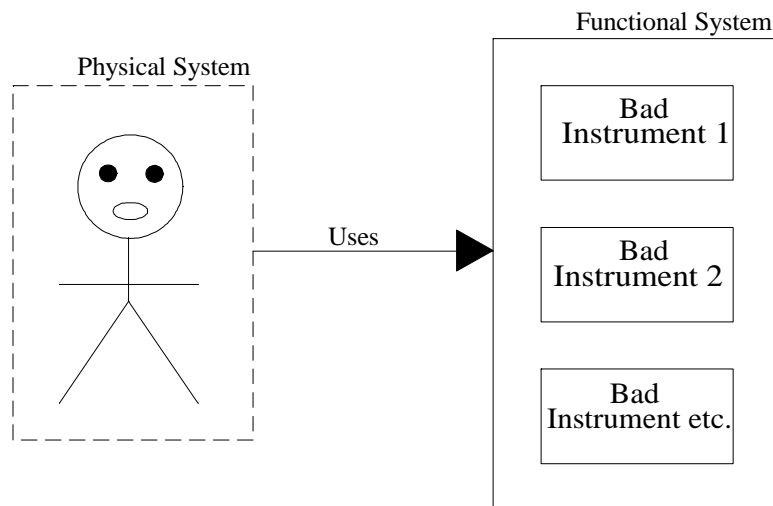 Functional System
Physical System
Bad
Instrument 1
Uses
Bad
Instrument 2
Bad
Instrument etc.